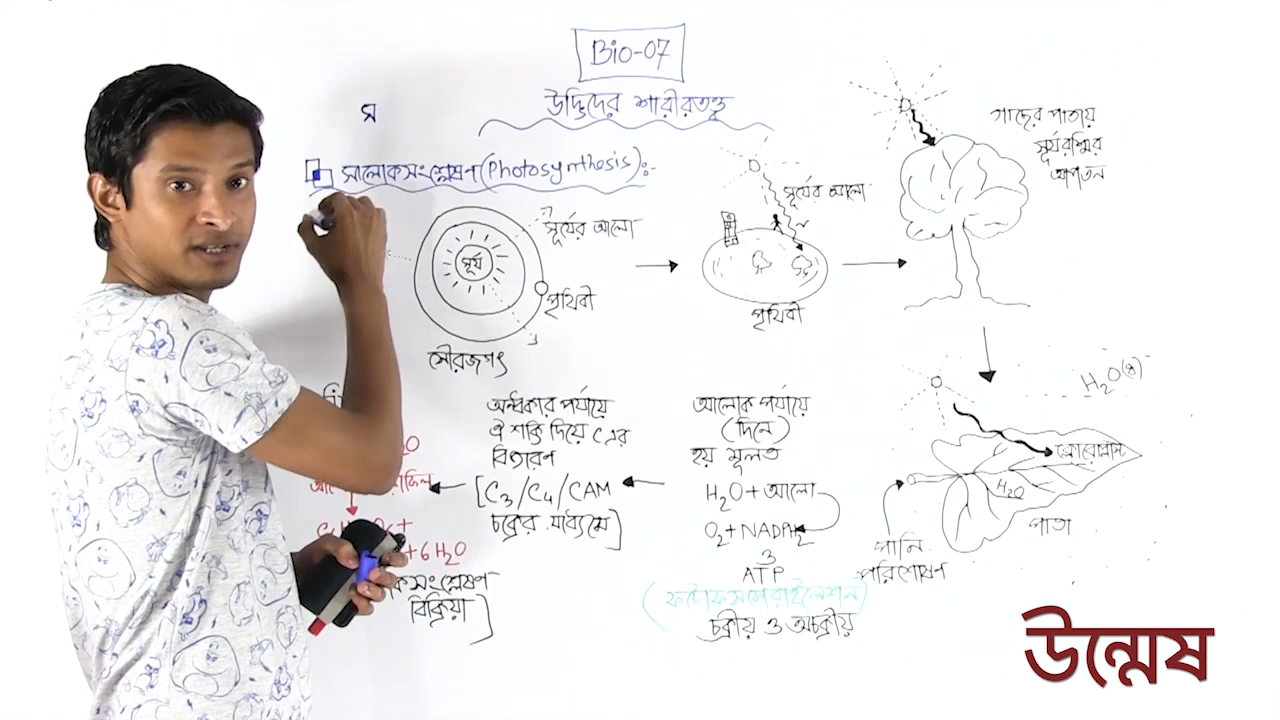 Bio-07
উদ্ভিদের শারীরতত্ত্ব
স
সালোকসংশ্লেষণ (Photosynthesis):-
সূর্য
সূর্যের আলো
পৃথিবী
সৌরজগৎ
সূর্যের আলো
পৃথিবী
গাছের পাতায়
সূর্যরশ্মির
আপতন
H₂O(g)
ক্লোরোপ্লাস্ট
H₂O
পাতা
পানি
পরিশোষণ
আলোক পর্যায়ে
(দিনে)
হয় মূলত
H₂O + আলো
O₂ + NADPH₂
ও
ATP
(ফটোফসফোরাইলেশন)
চক্রীয় ও অচক্রীয়
অন্ধকার পর্যায়ে
ঐ শক্তি দিয়ে C এর
বিজারণ
[C₃/C₄/CAM
চক্রের মাধ্যমে]
+ 6H₂O
কসংশ্লেষণ
বিক্রিয়া]
উন্মেষ